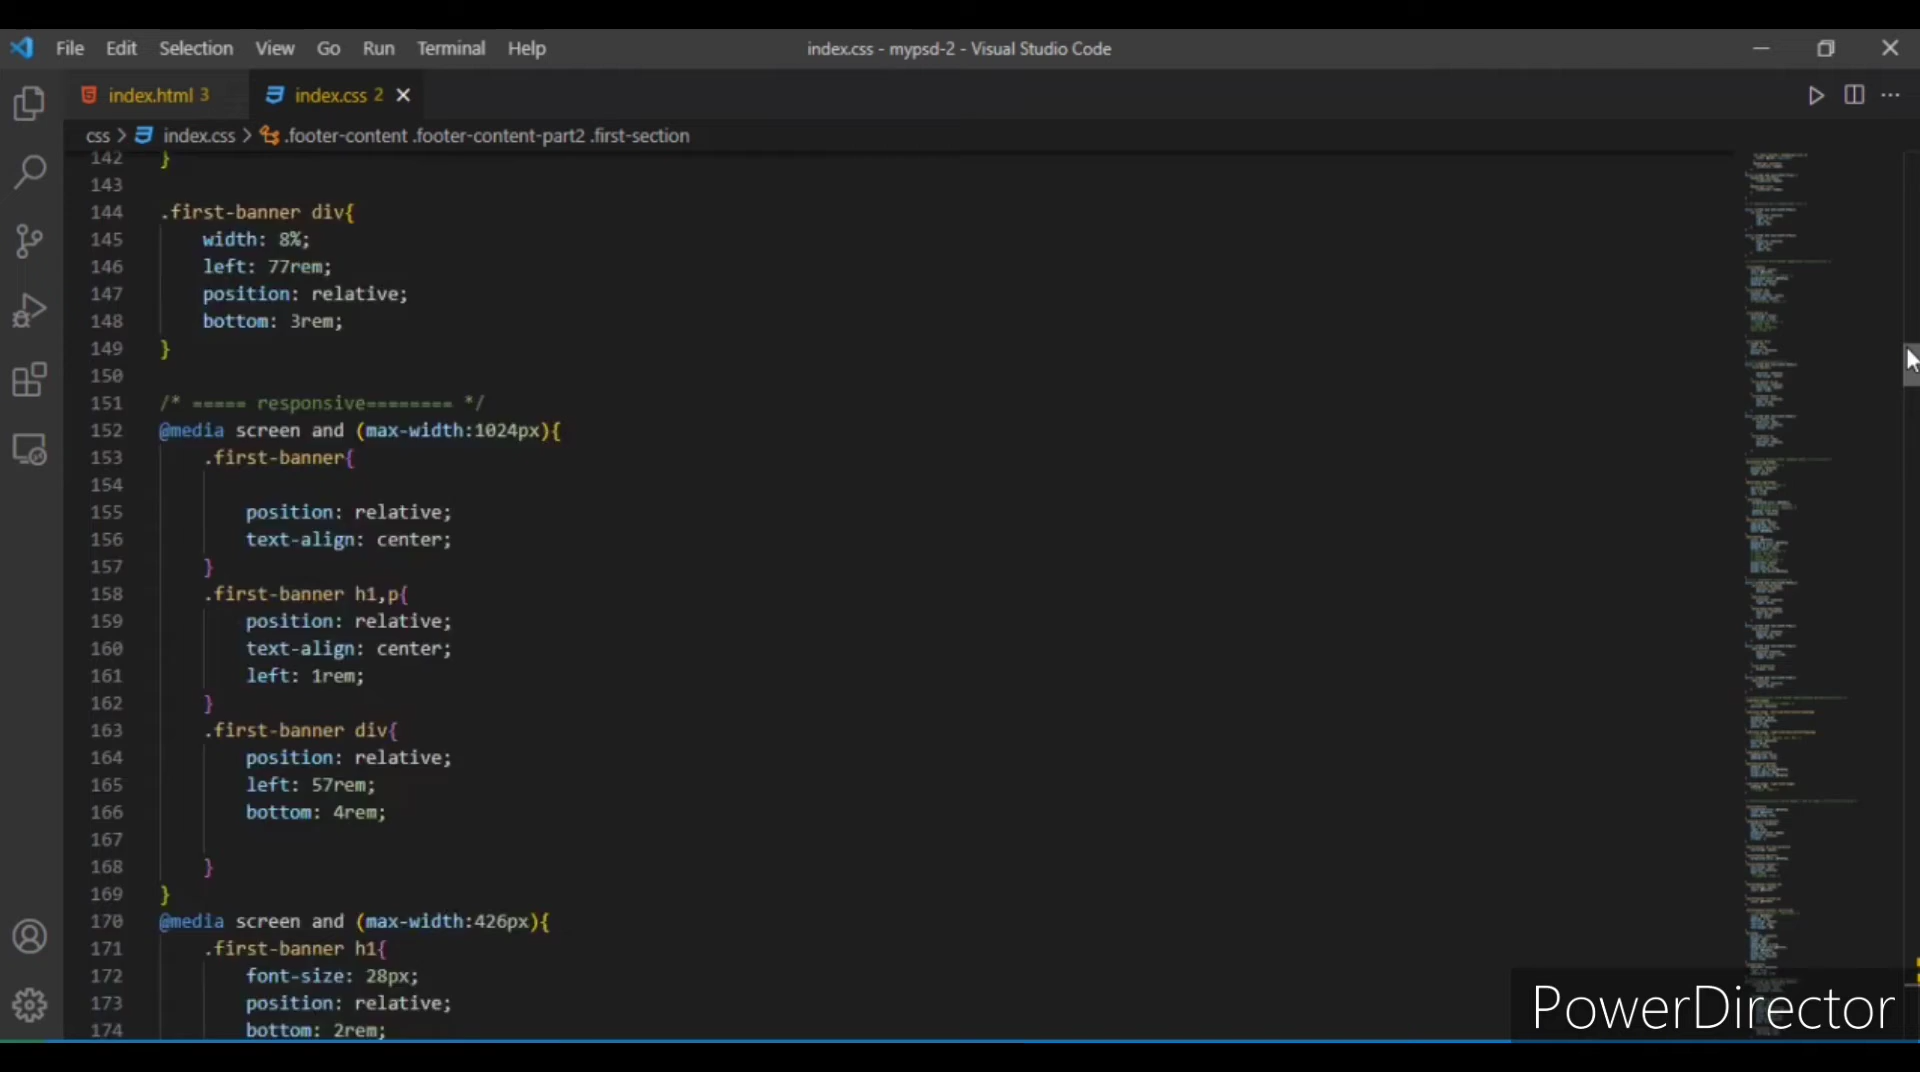 File Edit Selection View Go Run Terminal Help
index.css - mypsd-2 - Visual Studio Code
index.html 3
index.css 2
css > index.css > .footer-content .footer-content-part2 .first-section
142 }
143
144 .first-banner div{
145 width: 8%;
146 left: 77rem;
147 position: relative;
148 bottom: 3rem;
149 }
150
151 /* ===== responsive======== */
152 @media screen and (max-width:1024px){
153 .first-banner{
154
155 position: relative;
156 text-align: center;
157 }
158 .first-banner h1,p{
159 position: relative;
160 text-align: center;
161 left: 1rem;
162 }
163 .first-banner div{
164 position: relative;
165 left: 57rem;
166 bottom: 4rem;
167
168 }
169 }
170 @media screen and (max-width:426px){
171 .first-banner h1{
172 font-size: 28px;
173 position: relative;
174 bottom: 2rem;
PowerDirector